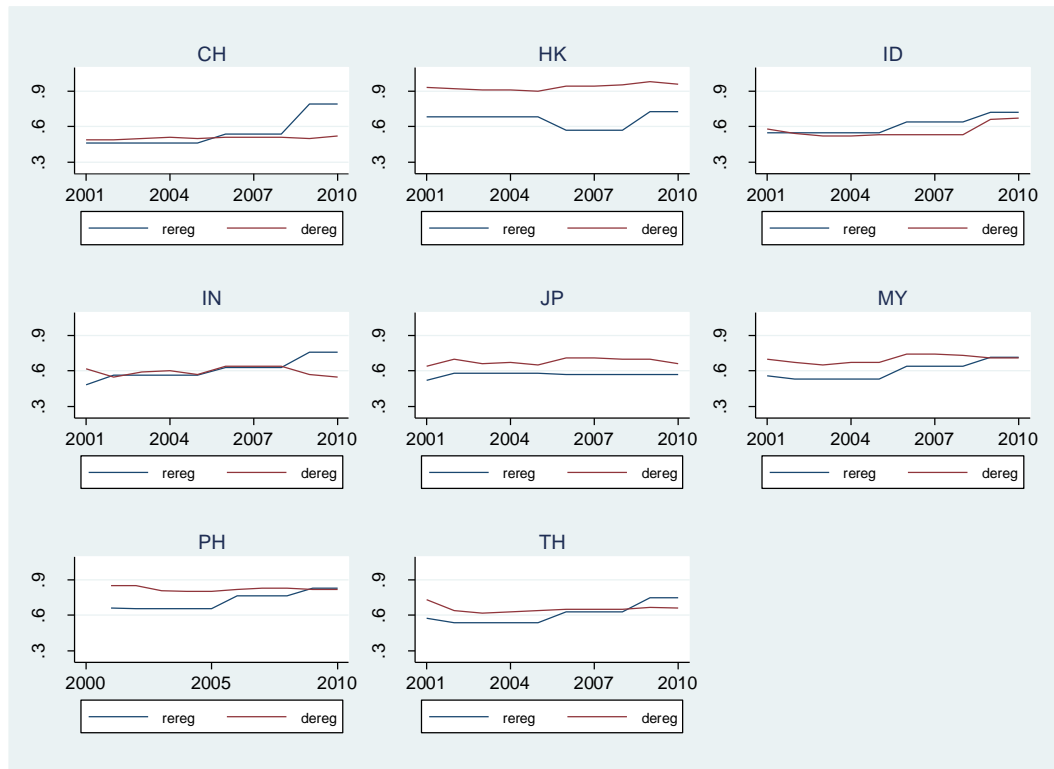 CH HK ID
.9 .9 .9
.6 .6 .6
.3 .3 .3
2001 2004 2007 2010 2001 2004 2007 2010 2001 2004 2007 2010
rereg dereg rereg dereg rereg dereg
IN JP MY
.9 .9 .9
.6 .6 .6
.3 .3 .3
2001 2004 2007 2010 2001 2004 2007 2010 2001 2004 2007 2010
rereg dereg rereg dereg rereg dereg
PH TH
.9 .9
.6 .6
.3 .3
2000 2005 2010 2001 2004 2007 2010
rereg dereg rereg dereg